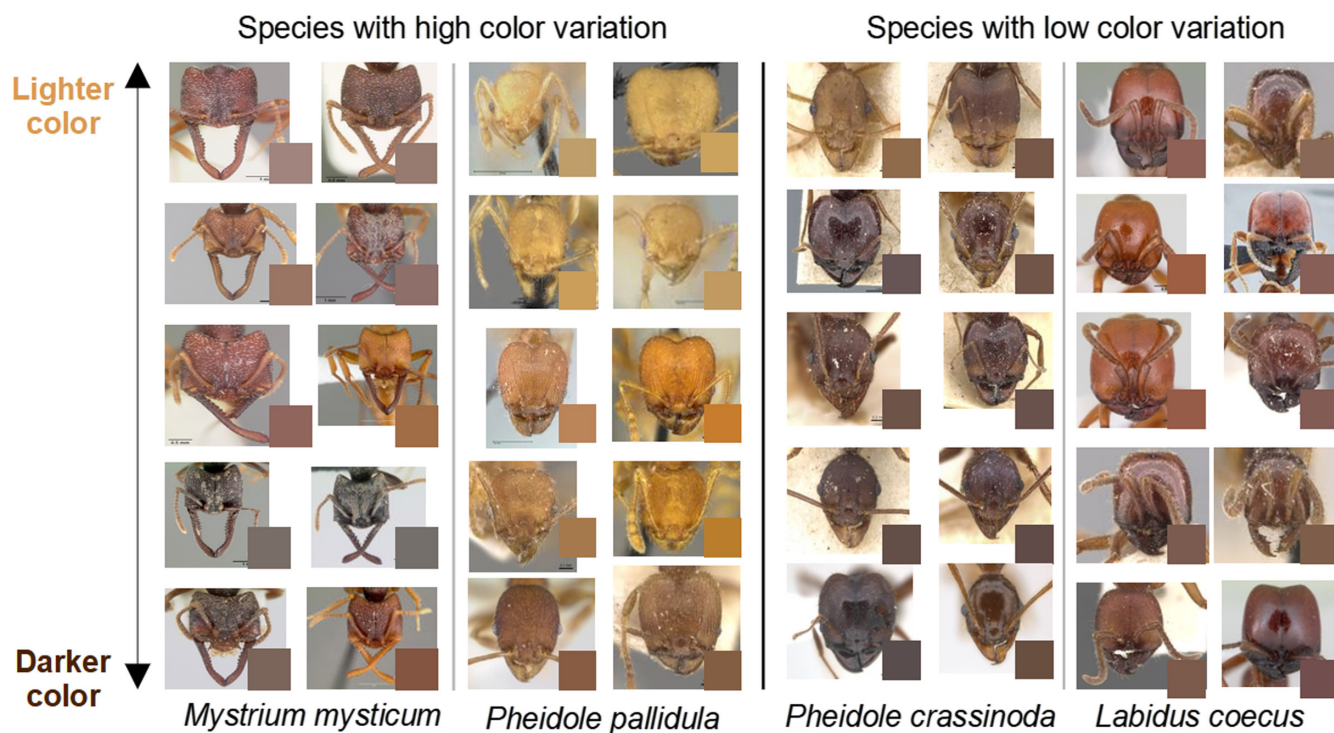 Species with high color variation
Species with low color variation
Lighter
color
Darker
color
Mystrium mysticum
Pheidole pallidula
Pheidole crassinoda
Labidus coecus